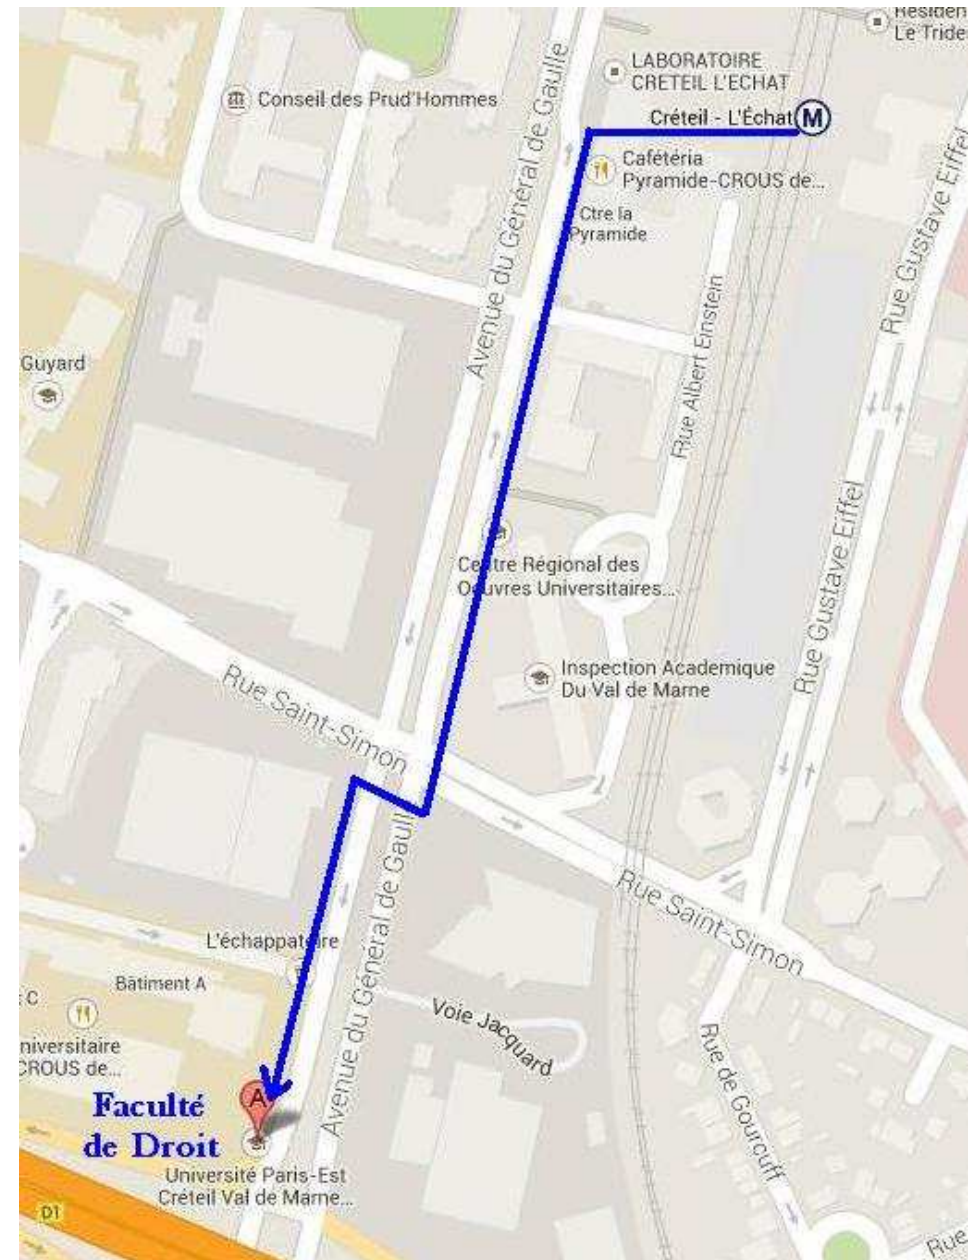 Résiden
Le Tride
LABORATOIRE
CRETEIL L'ECHAT
Conseil des Prud'Hommes
Créteil - L'Échat
M
Avenue du Général de Gaulle
Cafétéria
Pyramide-CROUS de...
Ctre la
Pyramide
Rue Gustave Eiffel
Rue Albert Einstein
Guyard
Rue Gustave Eiffel
Centre Régional des
Oeuvres Universitaires...
Inspection Academique
Du Val de Marne
Rue Saint-Simon
Avenue du Général de Gaulle
Rue Saint-Simon
L'échappatoire
Bâtiment A
C
Voie Jacquard
niversitaire
CROUS de...
Rue de Gourcuff
A
Faculté
de Droit
Université Paris-Est
Créteil Val de Marne...
D1
Rue